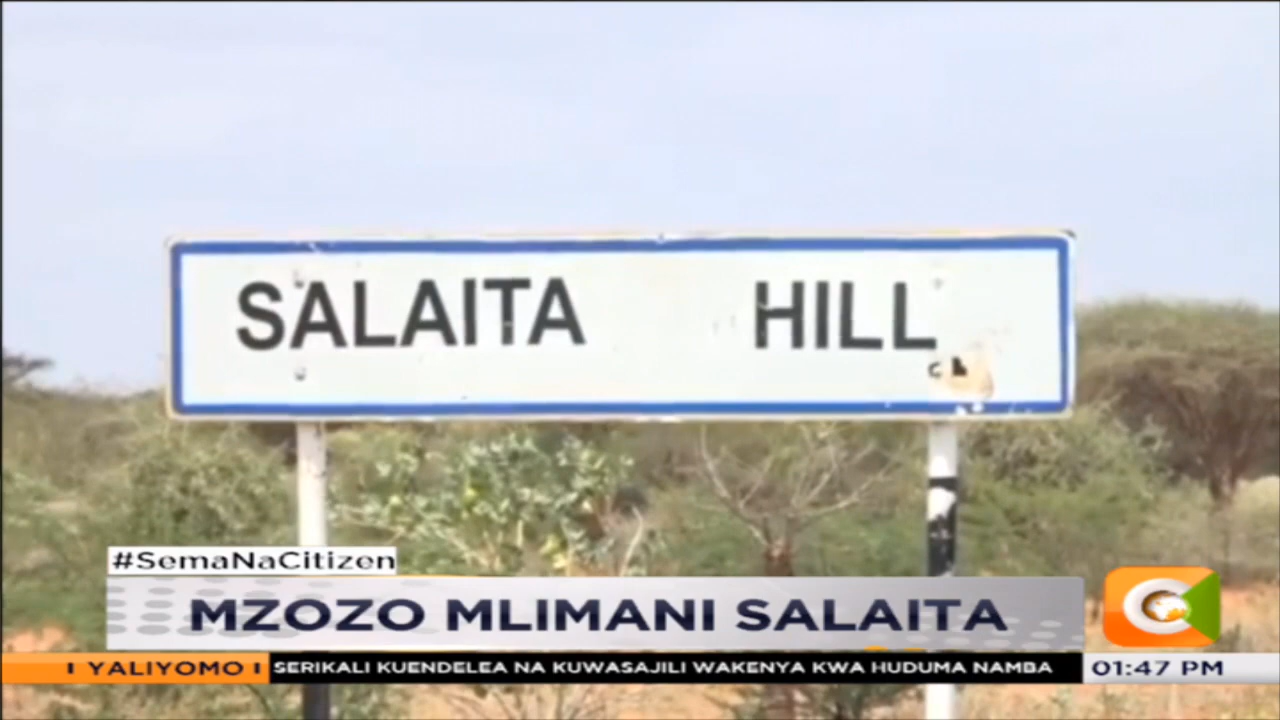 SALAITA HILL
#SemaNaCitizen
MZOZO MLIMANI SALAITA
YALIYOMO
SERIKALI KUENDELEA NA KUWASAJILI WAKENYA KWA HUDUMA NAMBA
01:47 PM